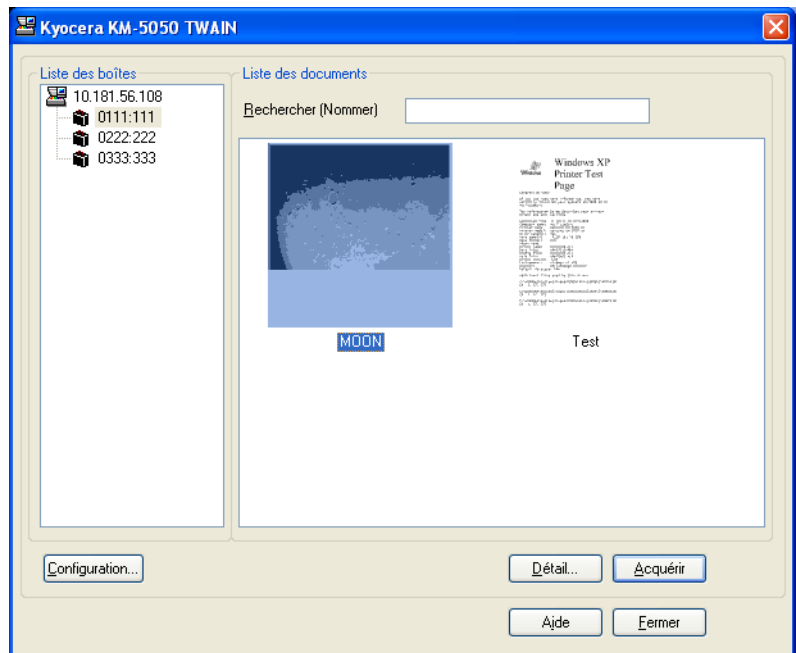 Kyocera KM-5050 TWAIN
Liste des boîtes
10.181.56.108
0111:111
0222:222
0333:333
Liste des documents
Rechercher (Nommer)
Windows XP
Printer Test
Page
MOON
Test
Configuration...
Détail...
Acquérir
Aide
Fermer